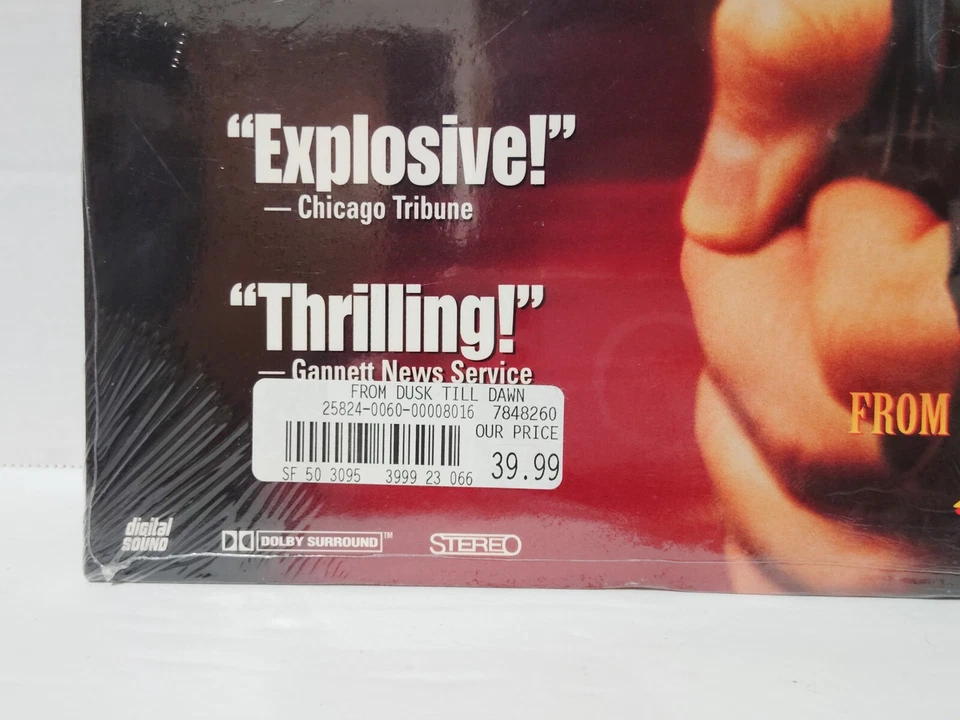 “Explosive!”
— Chicago Tribune
“Thrilling!”
— Gannett News Service
FROM DUSK TILL DAWN
25824-0060-00008016 7848260
OUR PRICE
SF 50 3095 3999 23 066 39.99
FROM
digital SOUND
DOLBY SURROUND™
STEREO